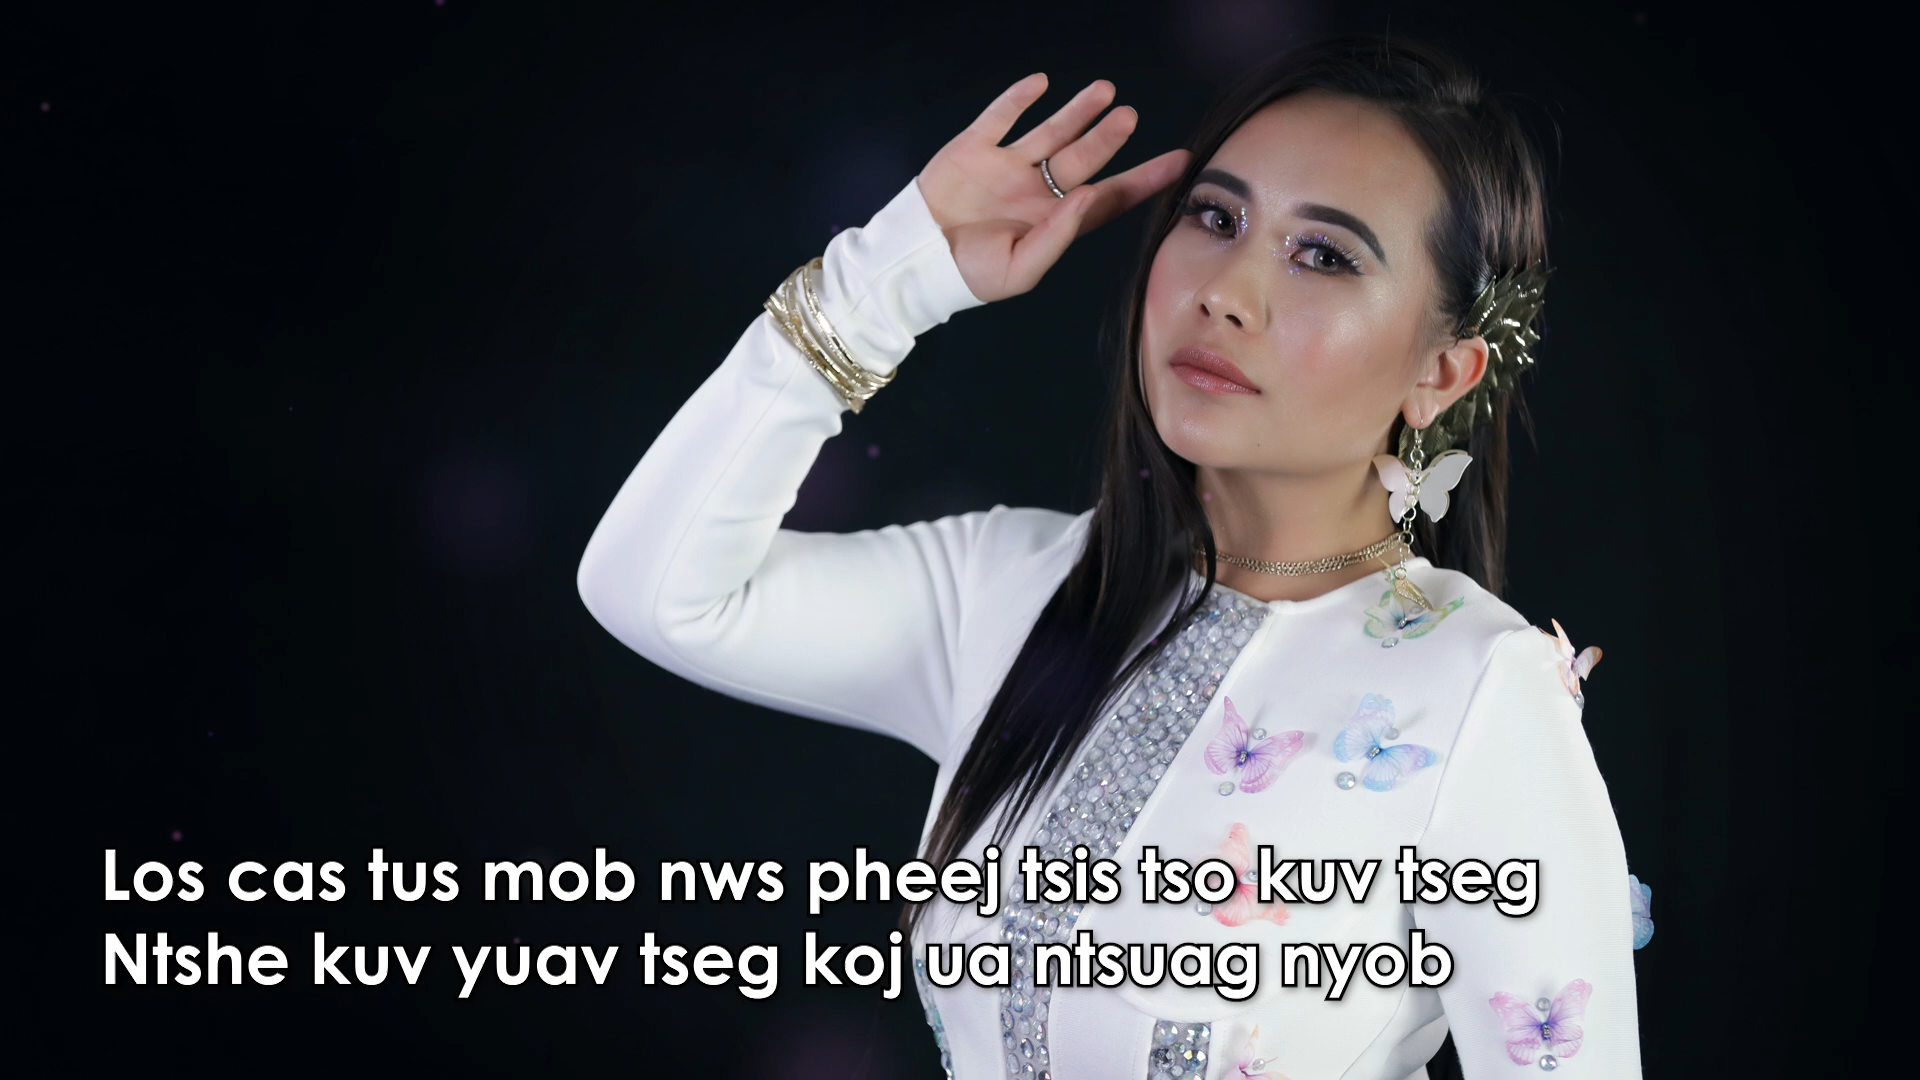 Los cas tus mob nws pheej tsis tso kuv tseg
Ntshe kuv yuav tseg koj ua ntsuag nyob